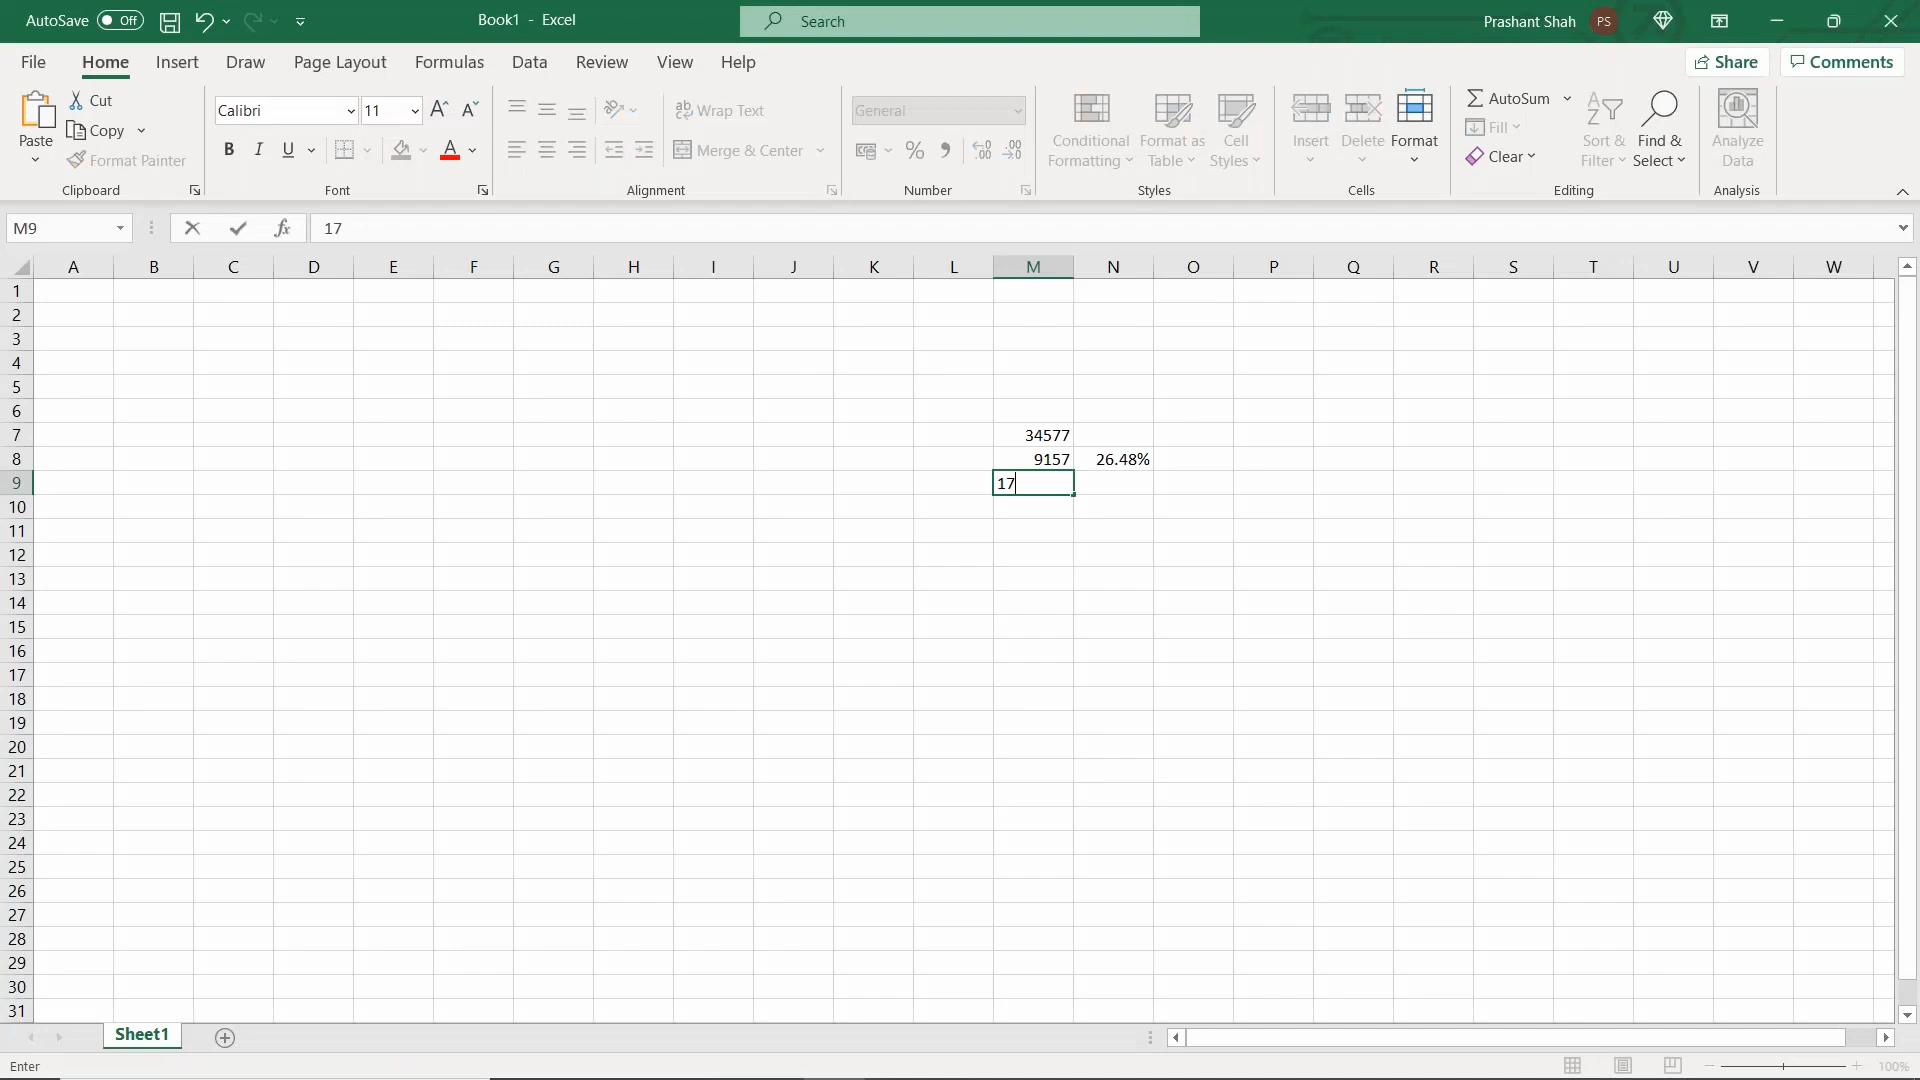 AutoSave Off Book1 - Excel Search Prashant Shah PS
File Home Insert Draw Page Layout Formulas Data Review View Help Share Comments
Paste Cut Copy Format Painter Clipboard
Calibri 11 B I U A Font
ab Wrap Text Merge & Center Alignment
General % Number
Conditional Formatting Format as Table Cell Styles Styles
Insert Delete Format Cells
AutoSum Fill Clear Sort & Filter Find & Select Editing
Analyze Data Analysis
M9 fx 17
A B C D E F G H I J K L M N O P Q R S T U V W
1
2
3
4
5
6
7 34577
8 9157 26.48%
9 17
10
11
12
13
14
15
16
17
18
19
20
21
22
23
24
25
26
27
28
29
30
31
Sheet1
Enter 100%